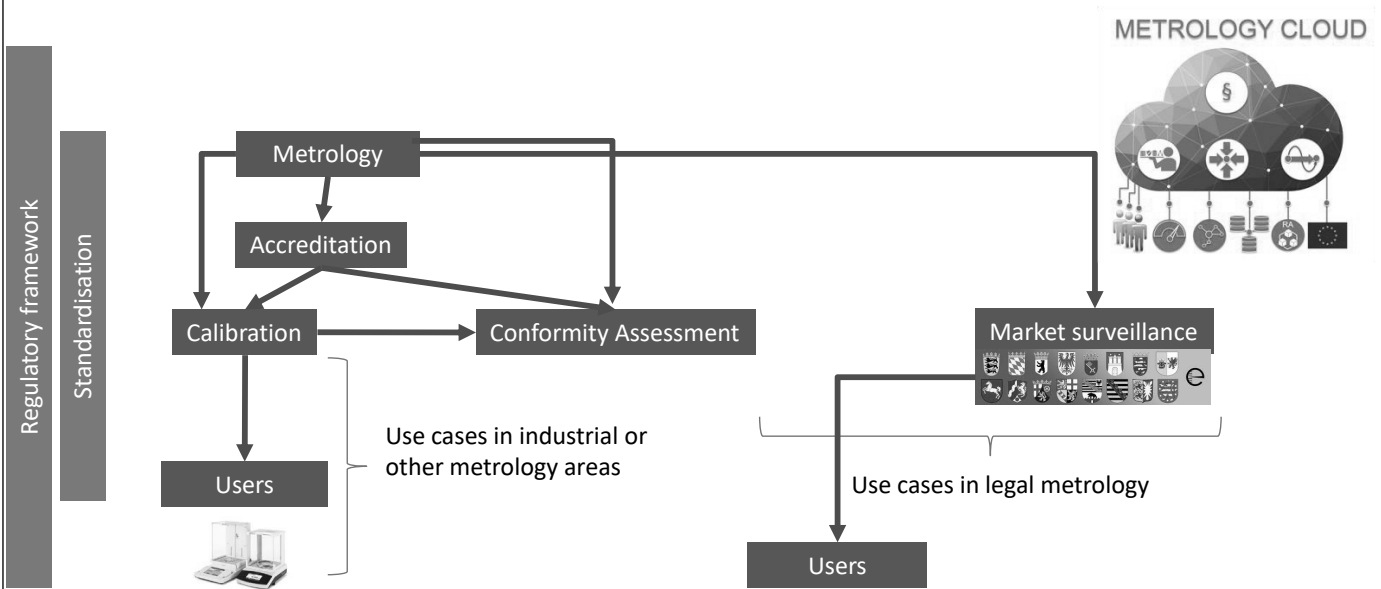 METROLOGY CLOUD
§
RA
Regulatory framework
Standardisation
Metrology
Accreditation
Calibration
Conformity Assessment
Market surveillance
e
Use cases in industrial or
other metrology areas
Users
Use cases in legal metrology
Users